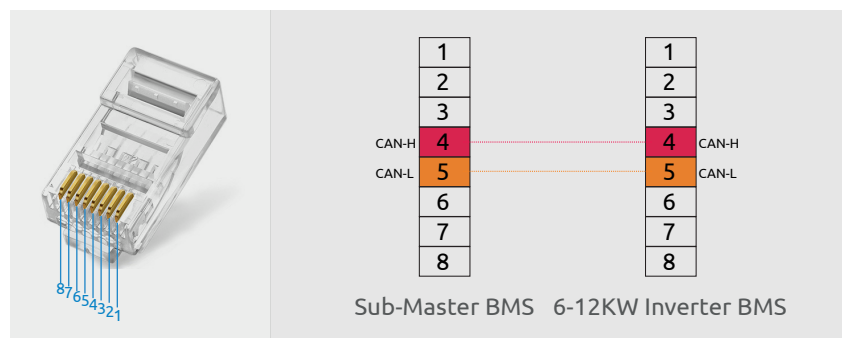 87654321
1 1
2 2
3 3
CAN-H 4 4 CAN-H
CAN-L 5 5 CAN-L
6 6
7 7
8 8
Sub-Master BMS 6-12KW Inverter BMS